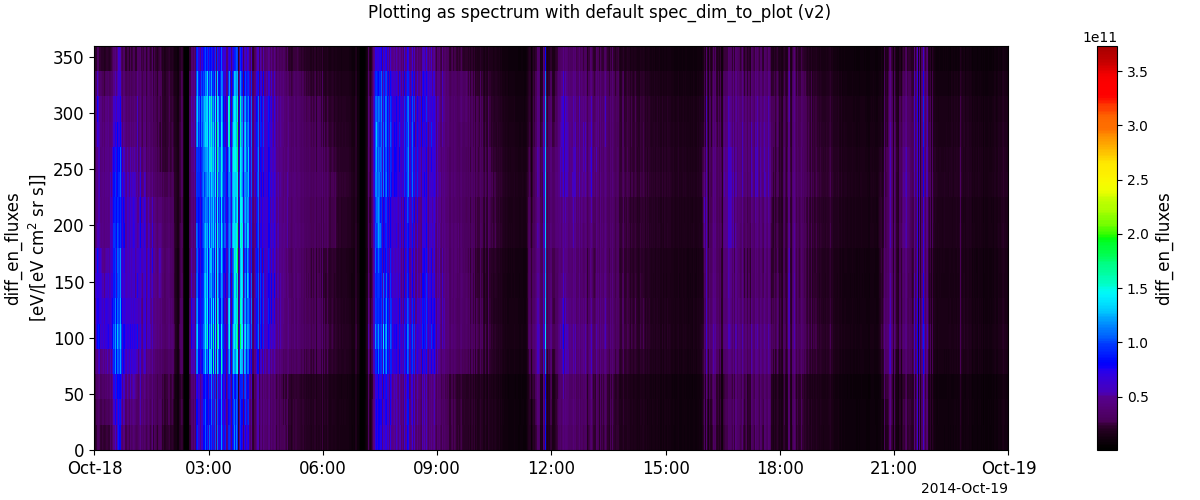 Plotting as spectrum with default spec_dim_to_plot (v2)
1e11
350
300
250
200
150
100
50
0
diff_en_fluxes
[eV/[eV cm² sr s]]
Oct-18
03:00
06:00
09:00
12:00
15:00
18:00
21:00
Oct-19
2014-Oct-19
3.5
3.0
2.5
2.0
1.5
1.0
0.5
diff_en_fluxes